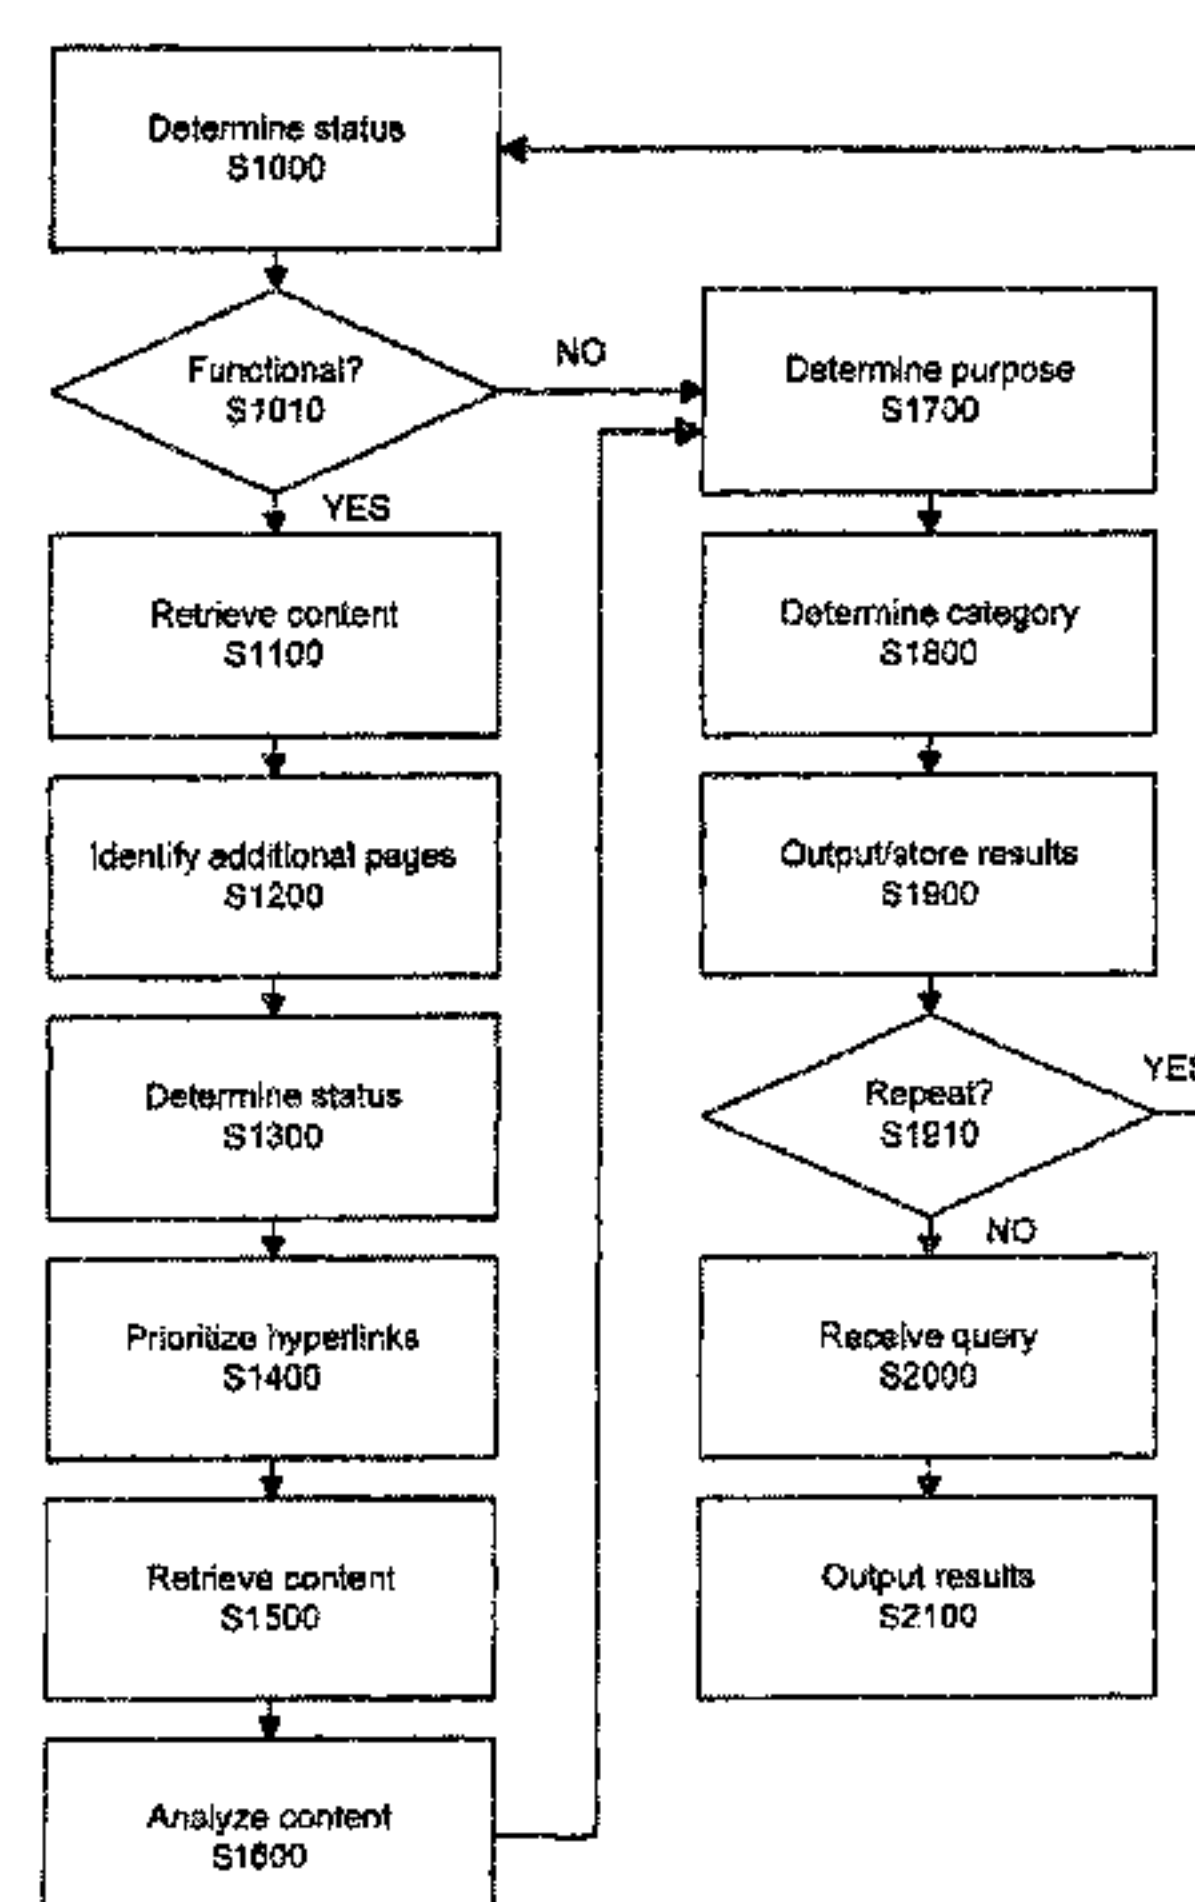 Determine status
S1000
Functional?
S1010
NO
YES
Retrieve content
S1100
Identify additional pages
S1200
Determine status
S1300
Prioritize hyperlinks
S1400
Retrieve content
S1500
Analyze content
S1600
Determine purpose
S1700
Determine category
S1800
Output/store results
S1900
Repeat?
S1910
YES
NO
Receive query
S2000
Output results
S2100